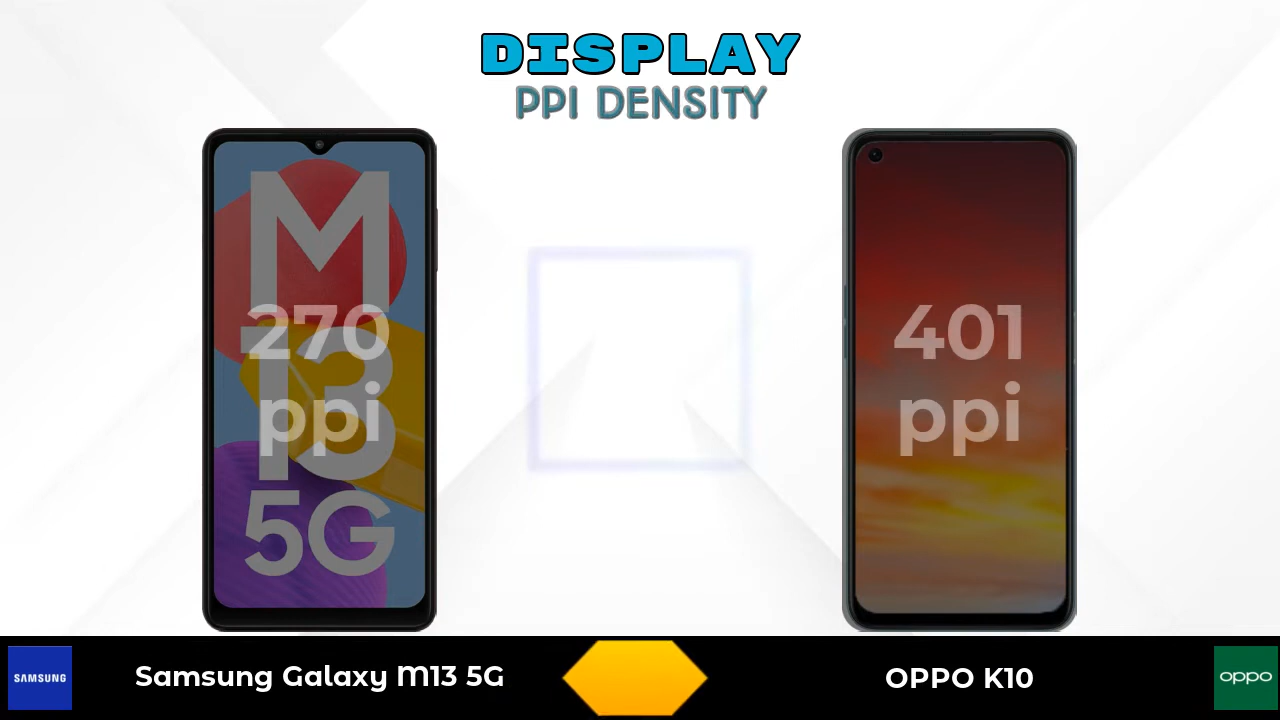 DISPLAY
PPI DENSITY
M
13
5G
270
ppi
401
ppi
SAMSUNG
Samsung Galaxy M13 5G
OPPO K10
oppo